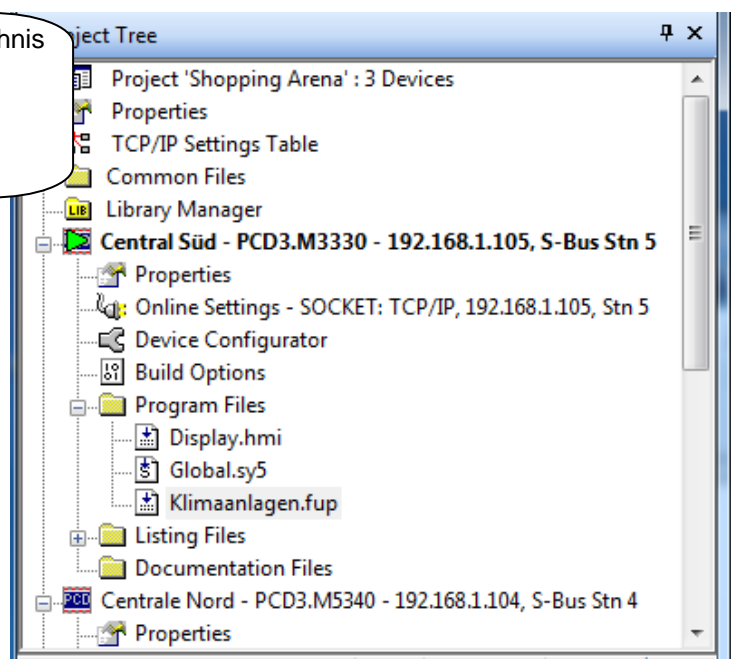 hnis
ject Tree
Project 'Shopping Arena' : 3 Devices
Properties
TCP/IP Settings Table
Common Files
LIB Library Manager
Central Süd - PCD3.M3330 - 192.168.1.105, S-Bus Stn 5
Properties
Online Settings - SOCKET: TCP/IP, 192.168.1.105, Stn 5
Device Configurator
Build Options
Program Files
Display.hmi
Global.sy5
Klimaanlagen.fup
Listing Files
Documentation Files
PCD Centrale Nord - PCD3.M5340 - 192.168.1.104, S-Bus Stn 4
Properties